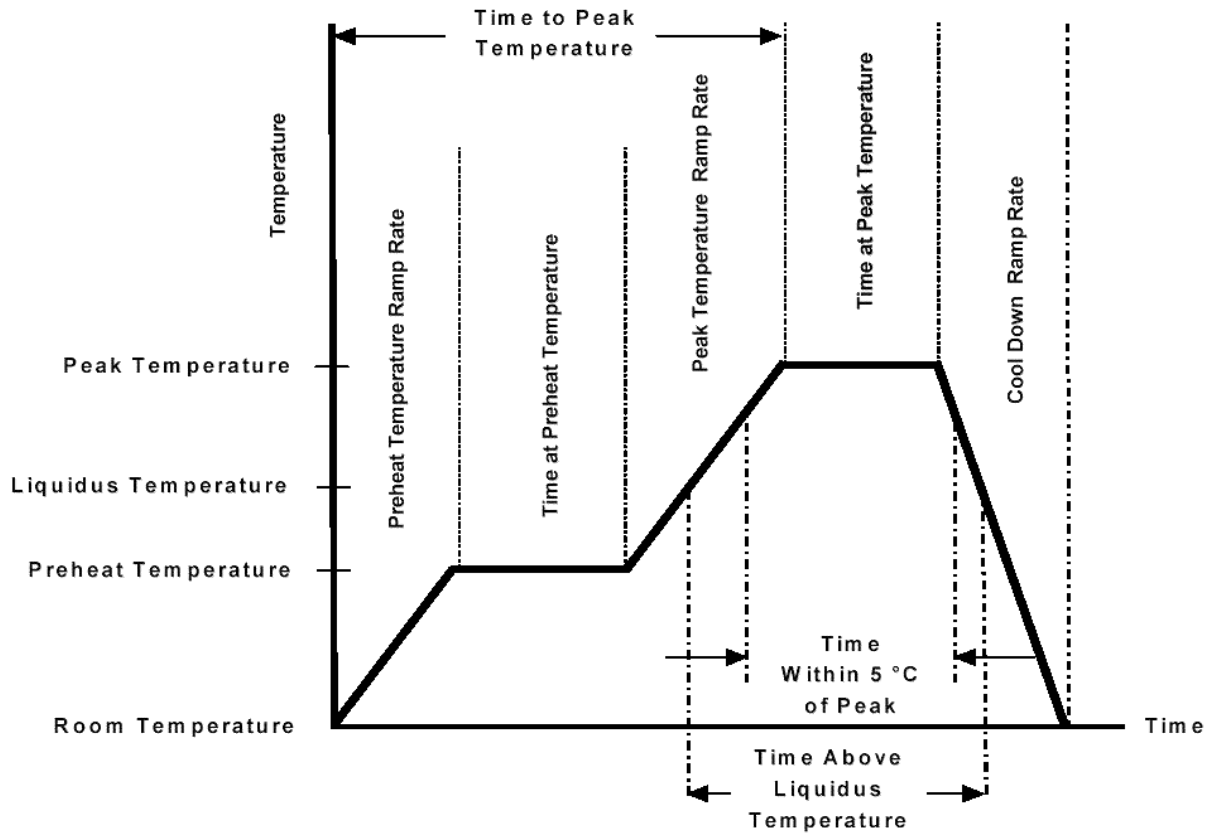 Time to Peak
Temperature
Temperature
Preheat Temperature Ramp Rate
Time at Preheat Temperature
Peak Temperature Ramp Rate
Time at Peak Temperature
Cool Down Ramp Rate
Peak Temperature
Liquidus Temperature
Preheat Temperature
Room Temperature
Time
Within 5 °C
of Peak
Time
Time Above
Liquidus
Temperature